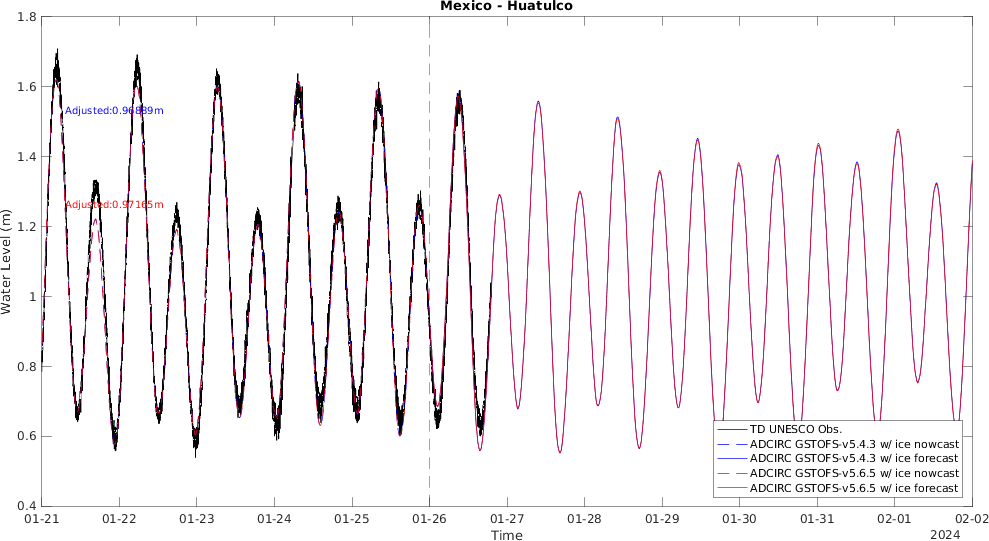 Mexico - Huatulco
Water Level (m)
1.8
1.6
1.4
1.2
1
0.8
0.6
0.4
Adjusted:0.96889m
Adjusted:0.97165m
TD UNESCO Obs.
ADCIRC GSTOFS-v5.4.3 w/ ice nowcast
ADCIRC GSTOFS-v5.4.3 w/ ice forecast
ADCIRC GSTOFS-v5.6.5 w/ ice nowcast
ADCIRC GSTOFS-v5.6.5 w/ ice forecast
01-21 01-22 01-23 01-24 01-25 01-26 01-27 01-28 01-29 01-30 01-31 02-01 02-02
Time
2024